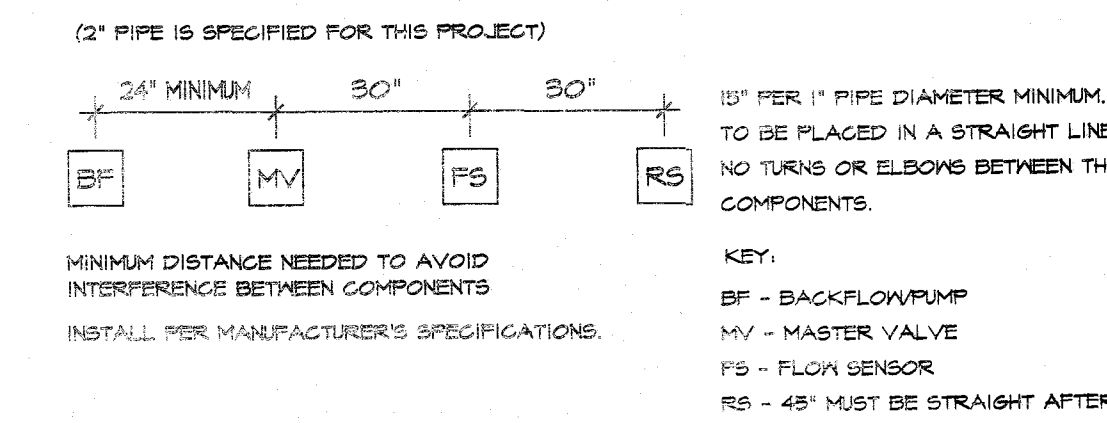 (2" PIPE IS SPECIFIED FOR THIS PROJECT)
24" MINIMUM 30" 30"
BF MV FS RS
MINIMUM DISTANCE NEEDED TO AVOID
INTERFERENCE BETWEEN COMPONENTS
INSTALL PER MANUFACTURER'S SPECIFICATIONS.
15" PER 1" PIPE DIAMETER MINIMUM.
TO BE PLACED IN A STRAIGHT LINE
NO TURNS OR ELBOWS BETWEEN TH
COMPONENTS.
KEY:
BF - BACKFLOW/PUMP
MV - MASTER VALVE
FS - FLOW SENSOR
RS - 45" MUST BE STRAIGHT AFTER